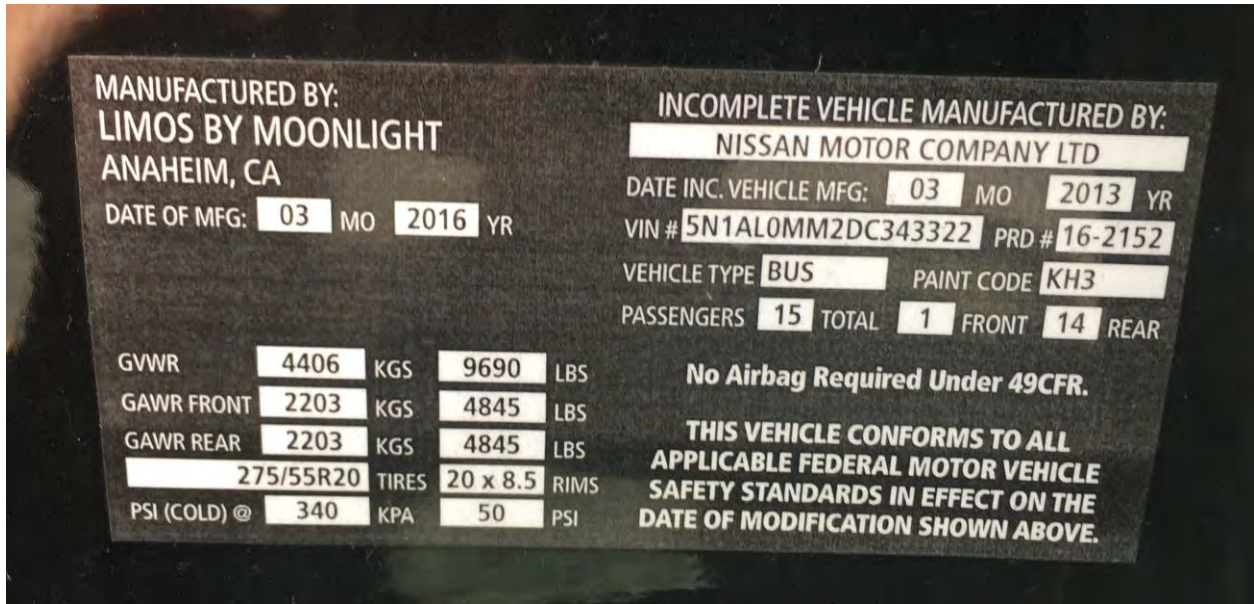 MANUFACTURED BY:
LIMOS BY MOONLIGHT
ANAHEIM, CA
DATE OF MFG: 03 MO 2016 YR
GVWR 4406 KGS 9690 LBS
GAWR FRONT 2203 KGS 4845 LBS
GAWR REAR 2203 KGS 4845 LBS
275/55R20 TIRES 20 x 8.5 RIMS
PSI (COLD) @ 340 KPA 50 PSI
INCOMPLETE VEHICLE MANUFACTURED BY:
NISSAN MOTOR COMPANY LTD
DATE INC. VEHICLE MFG: 03 MO 2013 YR
VIN # 5N1AL0MM2DC343322 PRD # 16-2152
VEHICLE TYPE BUS PAINT CODE KH3
PASSENGERS 15 TOTAL 1 FRONT 14 REAR
No Airbag Required Under 49CFR.
THIS VEHICLE CONFORMS TO ALL
APPLICABLE FEDERAL MOTOR VEHICLE
SAFETY STANDARDS IN EFFECT ON THE
DATE OF MODIFICATION SHOWN ABOVE.